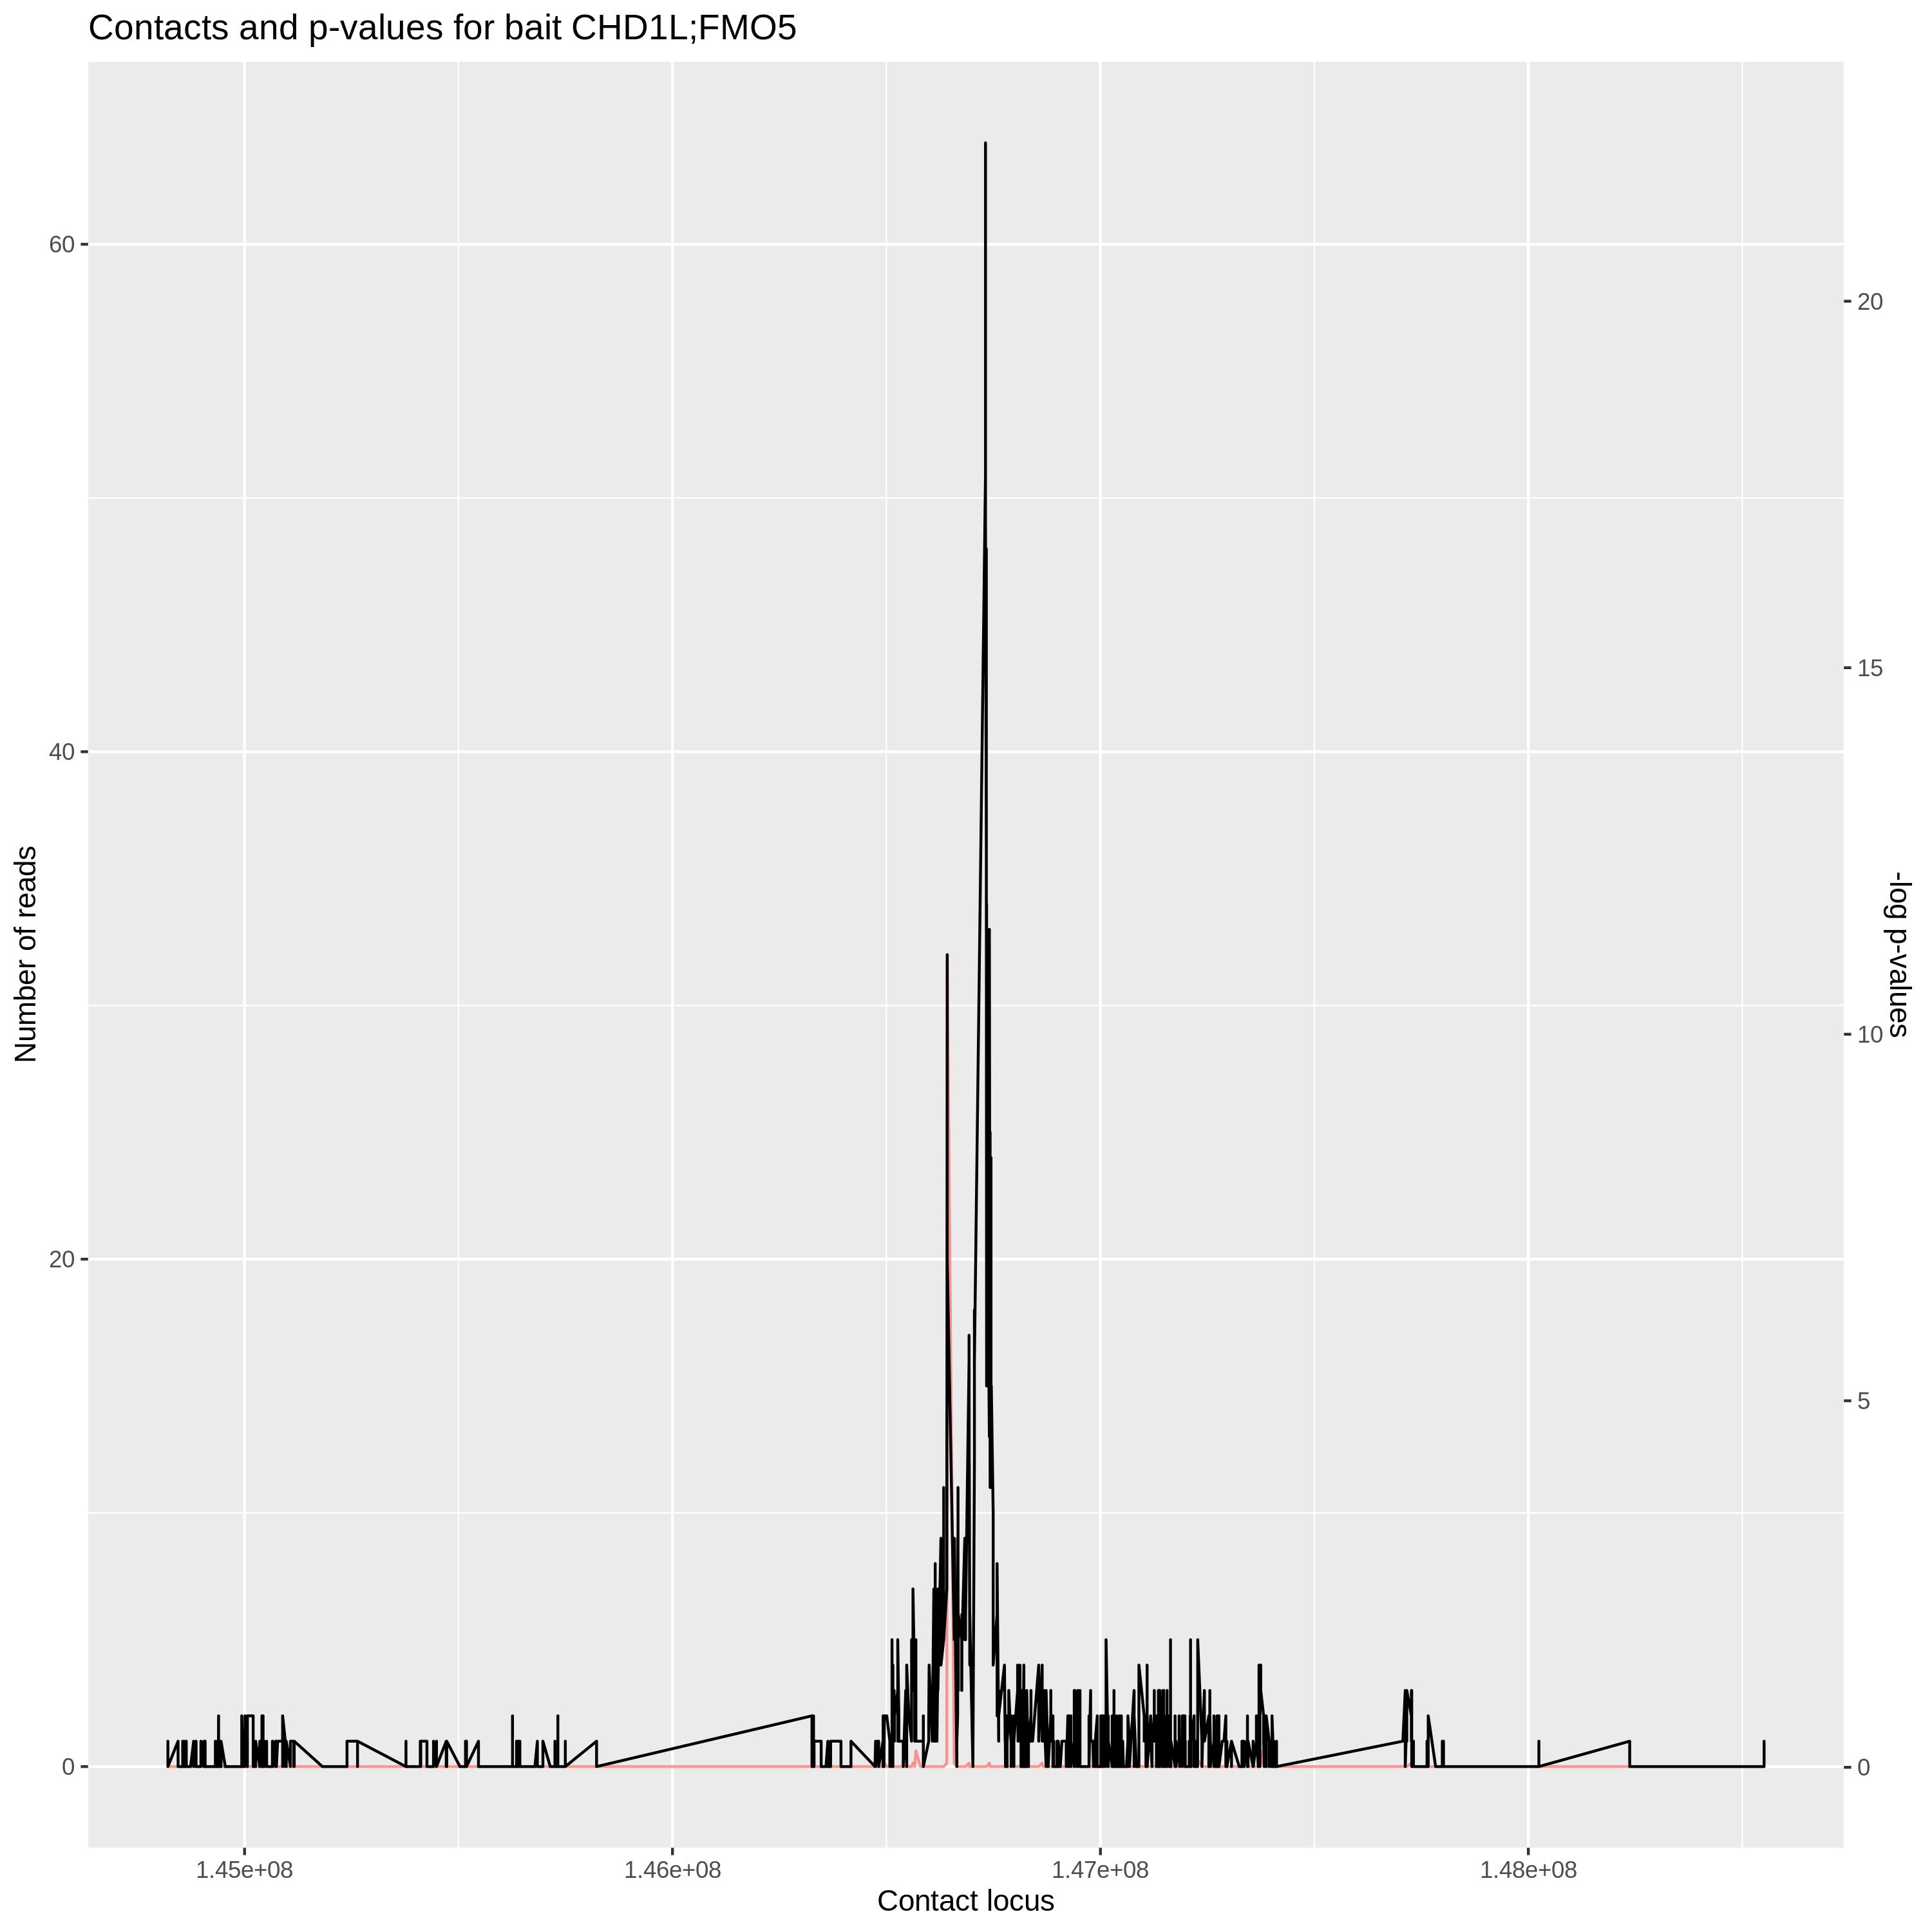 Contacts and p-values for bait CHD1L;FMO5
60
40
20
0
Number of reads
20
15
10
5
0
-log p-values
1.45e+08 1.46e+08 1.47e+08 1.48e+08
Contact locus